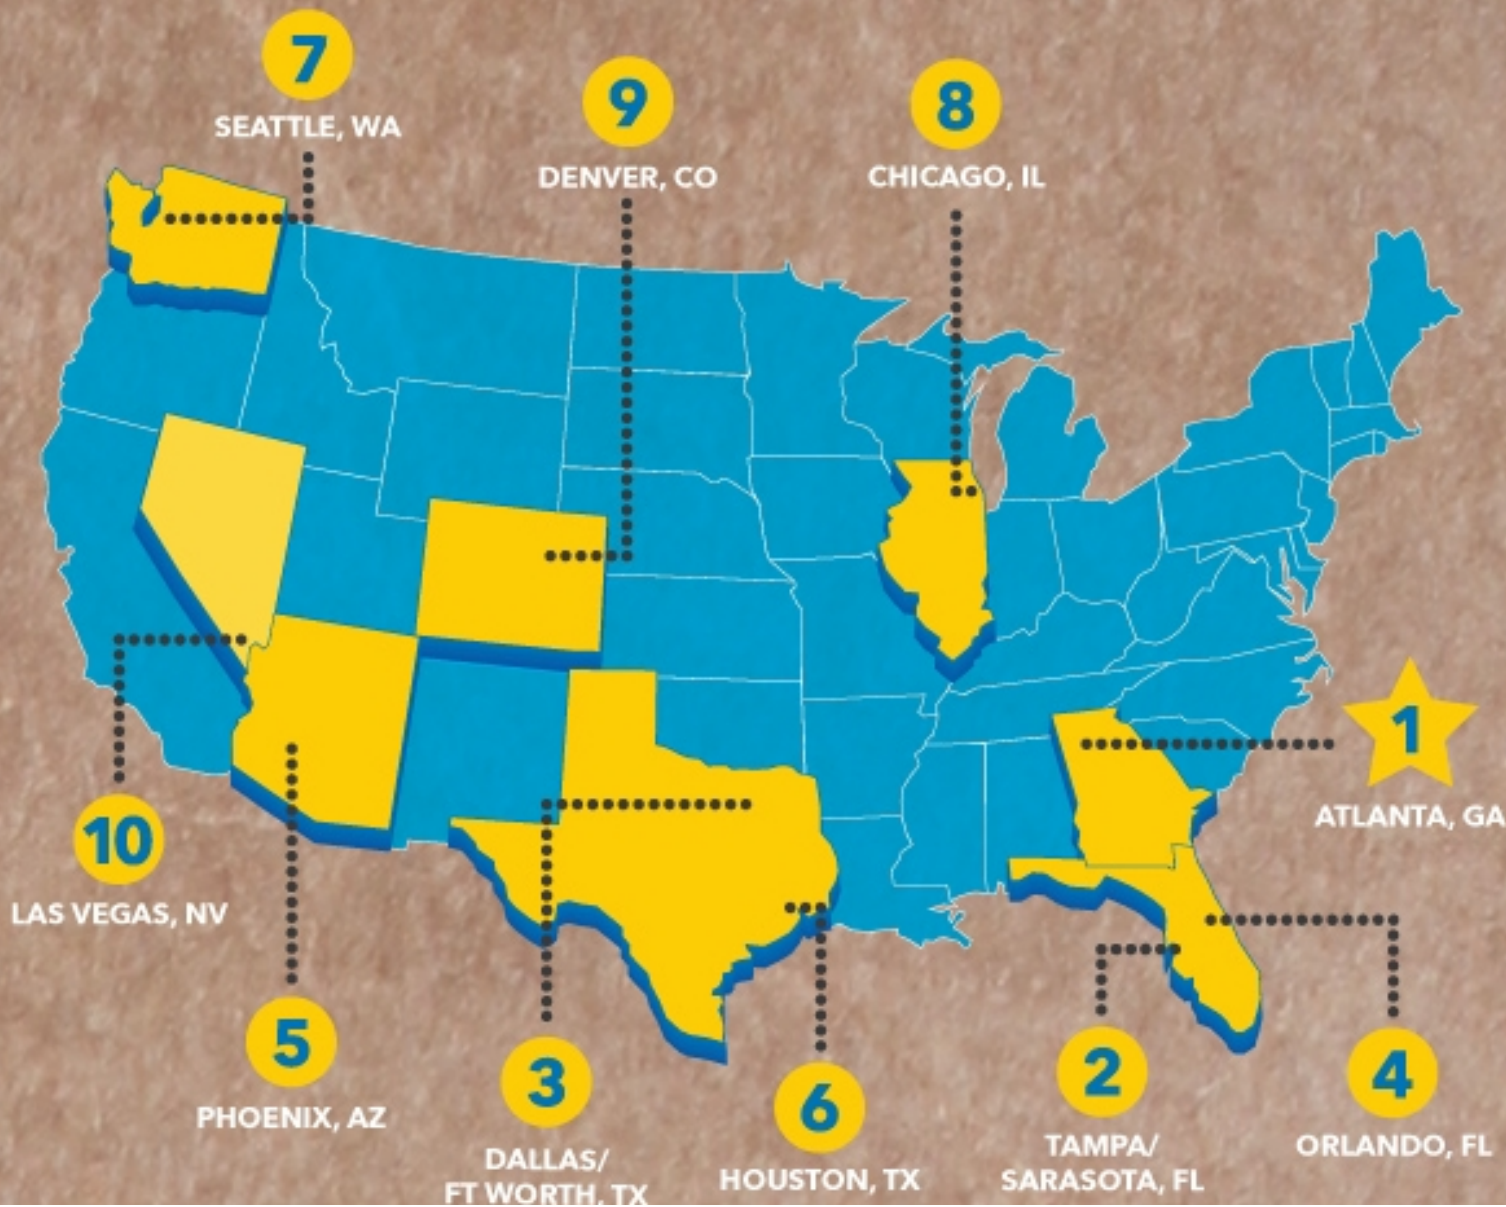 7
SEATTLE, WA
9
DENVER, CO
8
CHICAGO, IL
1
ATLANTA, GA
10
LAS VEGAS, NV
5
PHOENIX, AZ
3
DALLAS/
FT WORTH, TX
6
HOUSTON, TX
2
TAMPA/
SARASOTA, FL
4
ORLANDO, FL